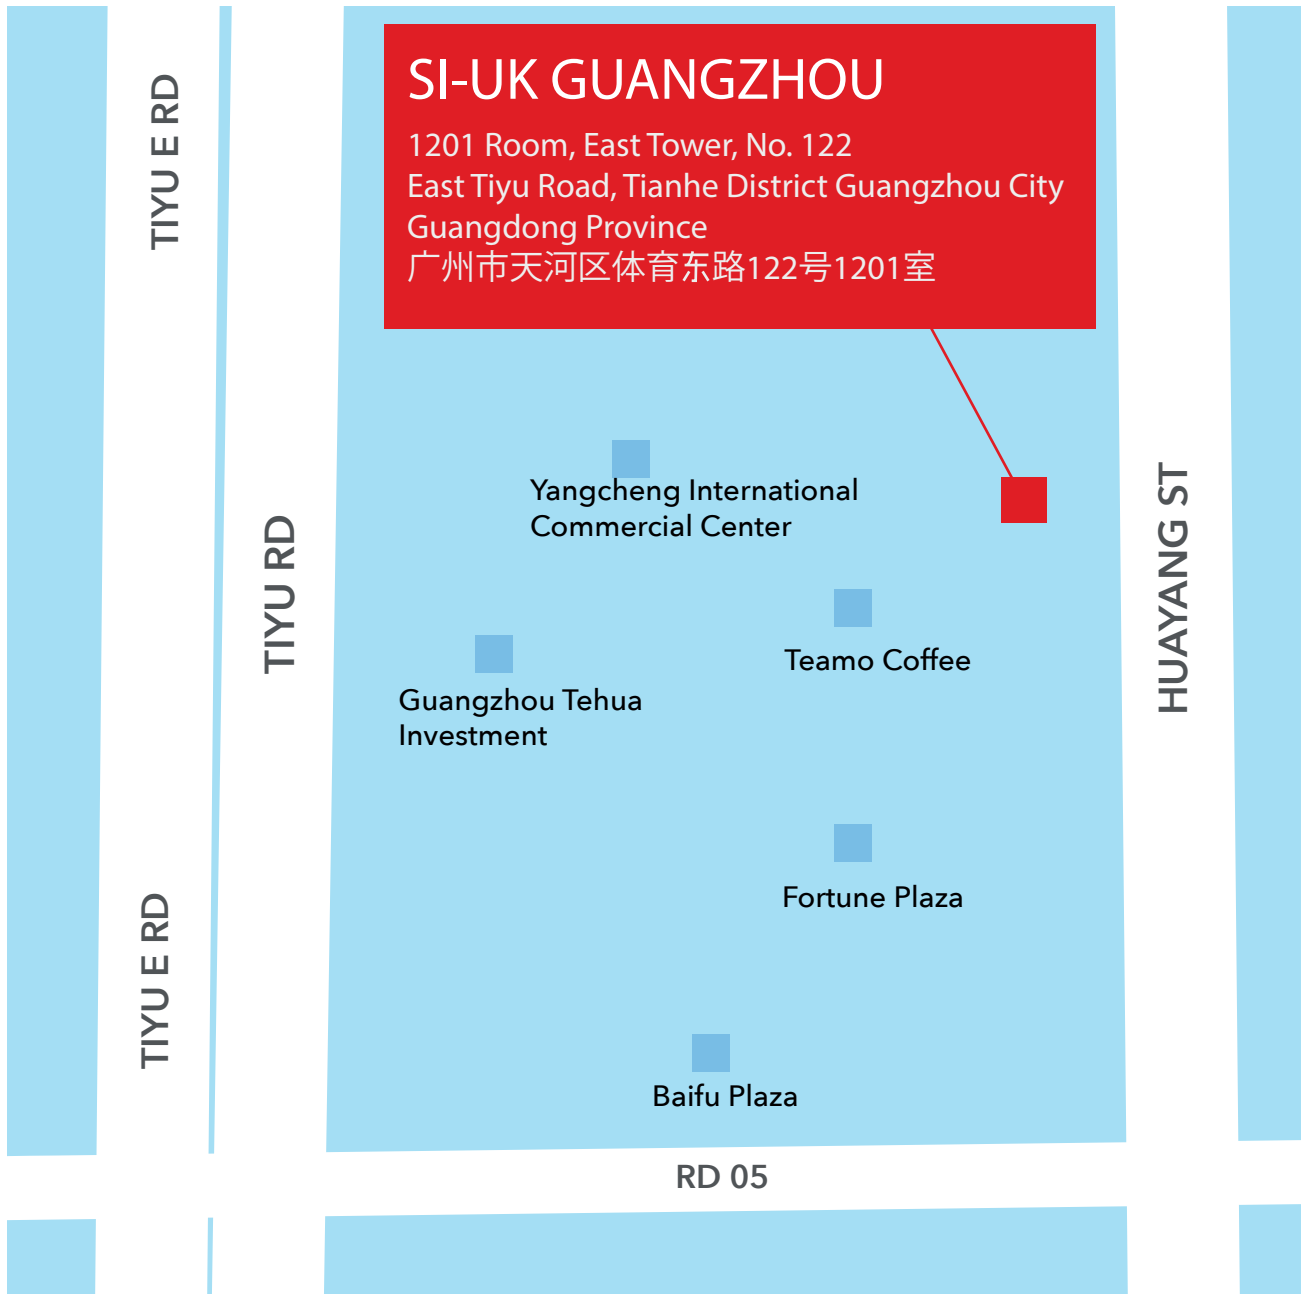 SI-UK GUANGZHOU
1201 Room, East Tower, No. 122
East Tiyu Road, Tianhe District Guangzhou City
Guangdong Province
广州市天河区体育东路122号1201室
TIYU E RD
TIYU RD
HUAYANG ST
Yangcheng International
Commercial Center
Teamo Coffee
Guangzhou Tehua
Investment
Fortune Plaza
TIYU E RD
Baifu Plaza
RD 05